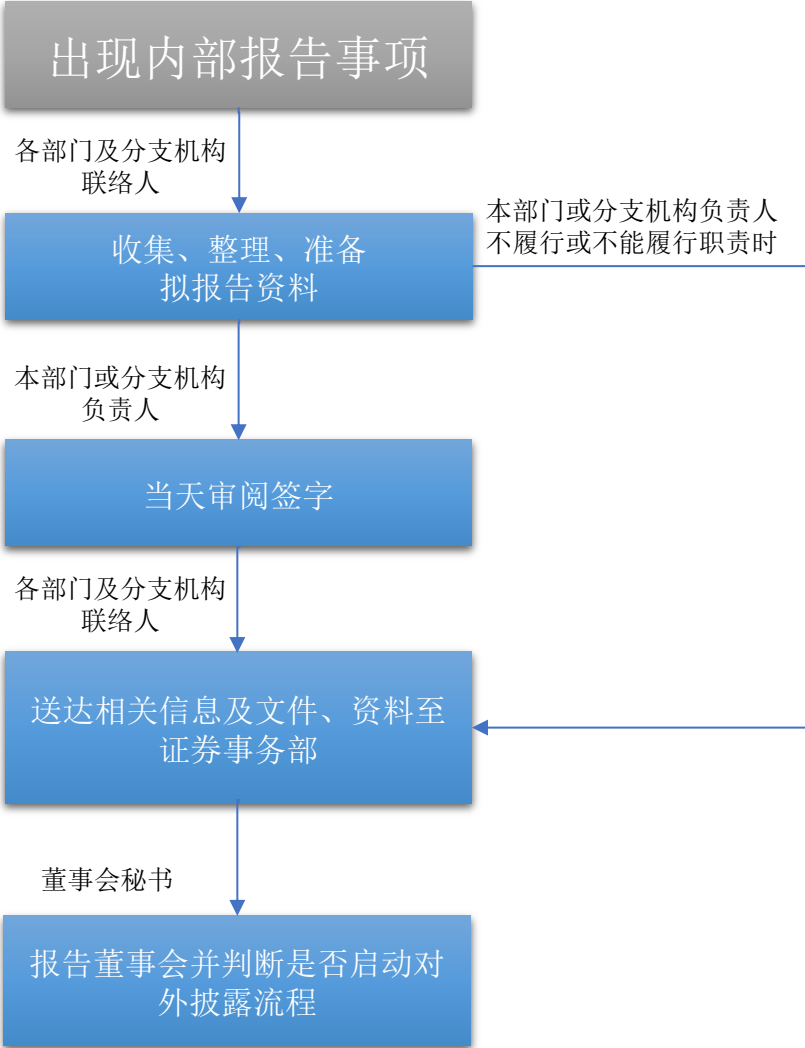 出现内部报告事项
各部门及分支机构
联络人
本部门或分支机构负责人
不履行或不能履行职责时
收集、整理、准备
拟报告资料
本部门或分支机构
负责人
当天审阅签字
各部门及分支机构
联络人
送达相关信息及文件、资料至
证券事务部
董事会秘书
报告董事会并判断是否启动对
外披露流程